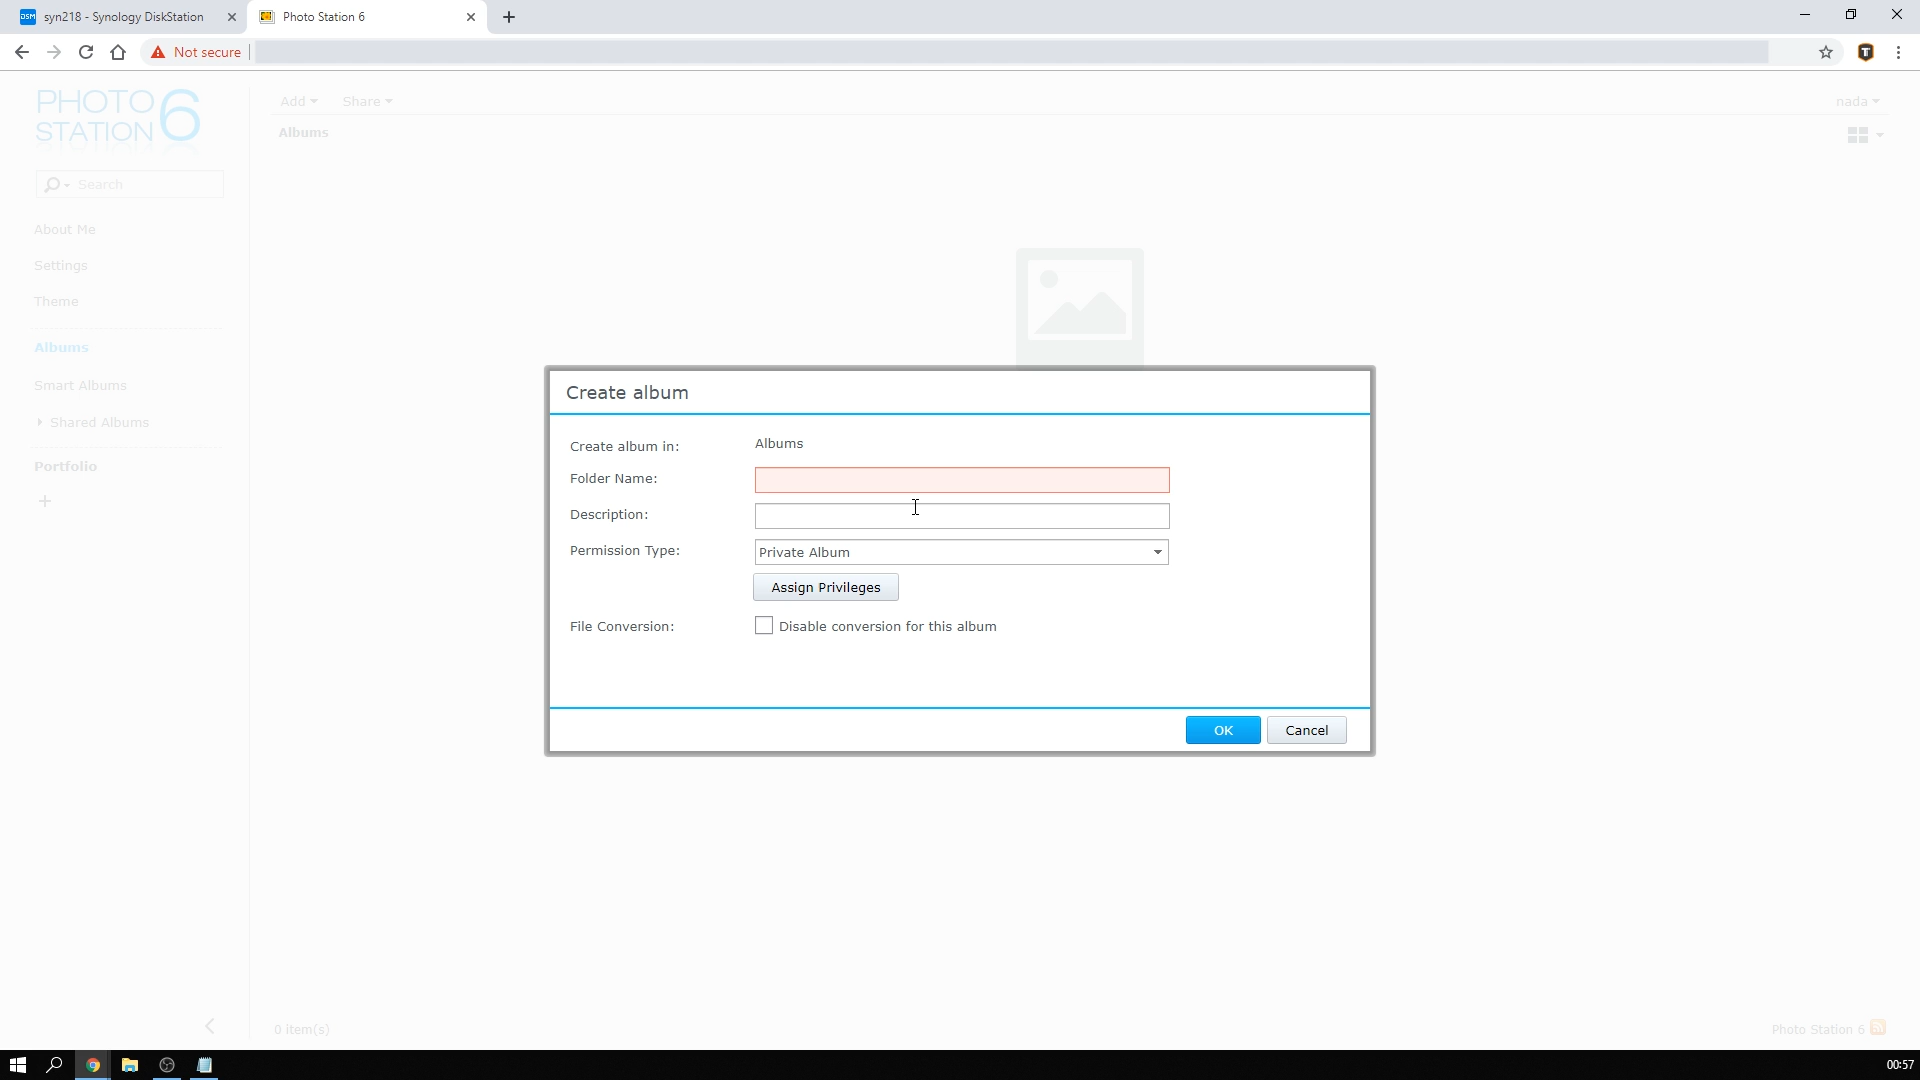 syn218 - Synology DiskStation
Photo Station 6
Not secure
PHOTO
STATION 6
Add
Share
nada
Albums
Search
About Me
Settings
Theme
Albums
Smart Albums
Shared Albums
Portfolio
Create album
Create album in:
Albums
Folder Name:
Description:
Permission Type:
Private Album
Assign Privileges
File Conversion:
Disable conversion for this album
OK
Cancel
0 item(s)
Photo Station 6
00:57